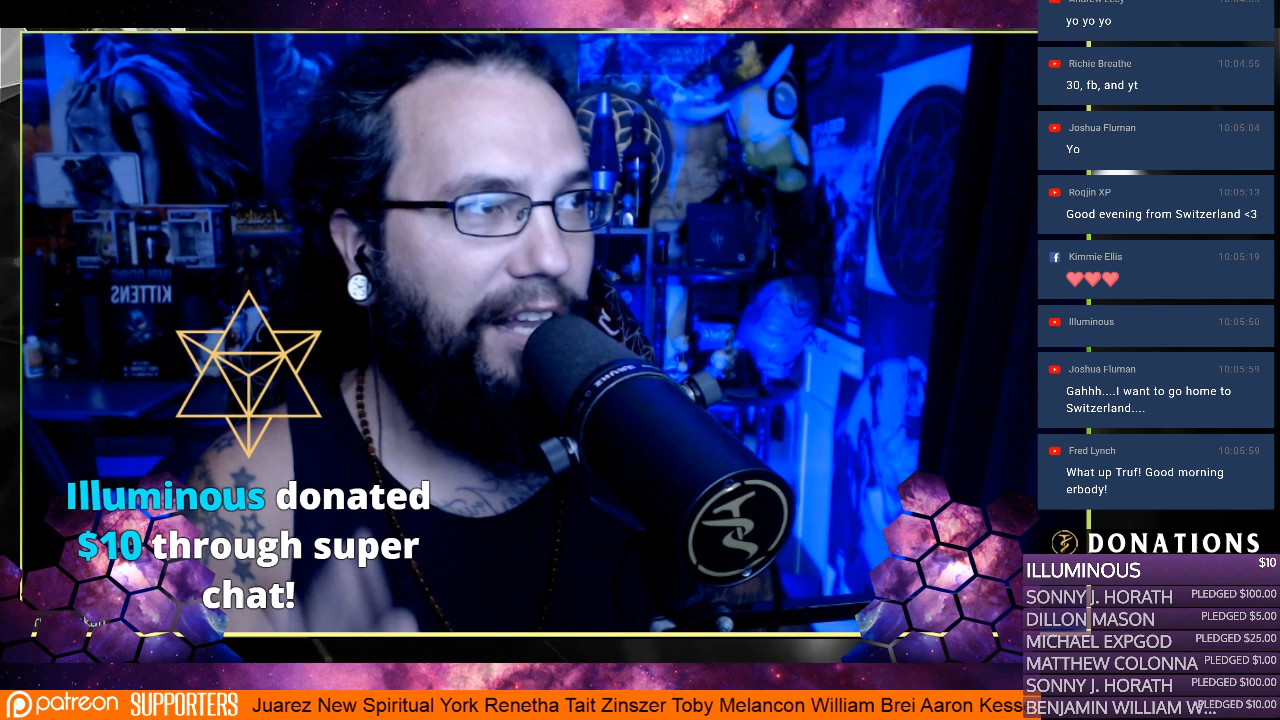 yo yo yo
Richie Breathe 10:04:55
30, fb, and yt
Joshua Fluman 10:05:04
Yo
Roqjin XP 10:05:13
Good evening from Switzerland <3
Kimmie Ellis 10:05:19
Illuminous 10:05:50
Joshua Fluman 10:05:59
Gahhh....I want to go home to
Switzerland....
Fred Lynch 10:05:59
What up Truf! Good morning
erbody!
KITTENS
Illuminous donated
$10 through super
chat!
DONATIONS
ILLUMINOUS $10
SONNY J. HORATH PLEDGED $100.00
DILLON MASON PLEDGED $5.00
MICHAEL EXPGOD PLEDGED $25.00
MATTHEW COLONNA PLEDGED $1.00
SONNY J. HORATH PLEDGED $100.00
BENJAMIN WILLIAM W... PLEDGED $10.00
patreon SUPPORTERS Juarez New Spiritual York Renetha Tait Zinszer Toby Melancon William Brei Aaron Kess